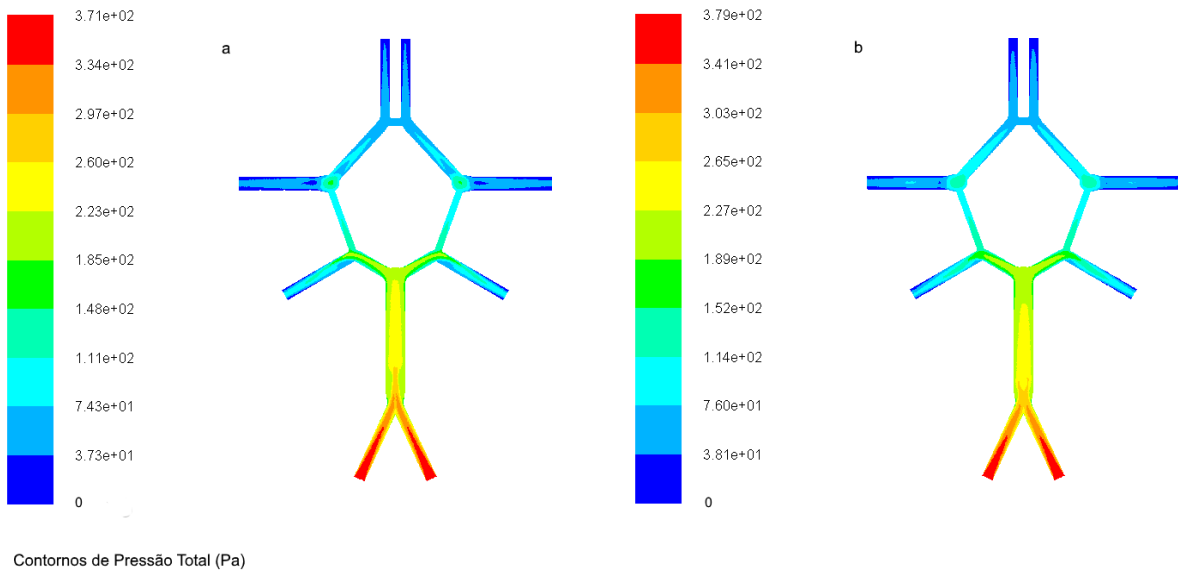 3.71e+02
3.34e+02
2.97e+02
2.60e+02
2.23e+02
1.85e+02
1.48e+02
1.11e+02
7.43e+01
3.73e+01
0
a
3.79e+02
3.41e+02
3.03e+02
2.65e+02
2.27e+02
1.89e+02
1.52e+02
1.14e+02
7.60e+01
3.81e+01
0
b
Contornos de Pressão Total (Pa)